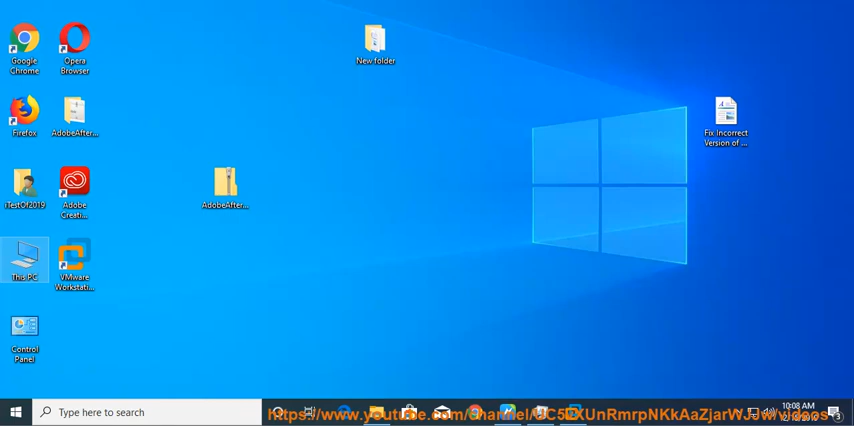 Google
Chrome
Opera
Browser
New folder
Fix Incorrect
Version of ...
Firefox
AdobeAfter...
iTestOf2019
Adobe
Creati...
AdobeAfter...
This PC
VMware
Workstati...
Control
Panel
Type here to search
10:08 AM
3